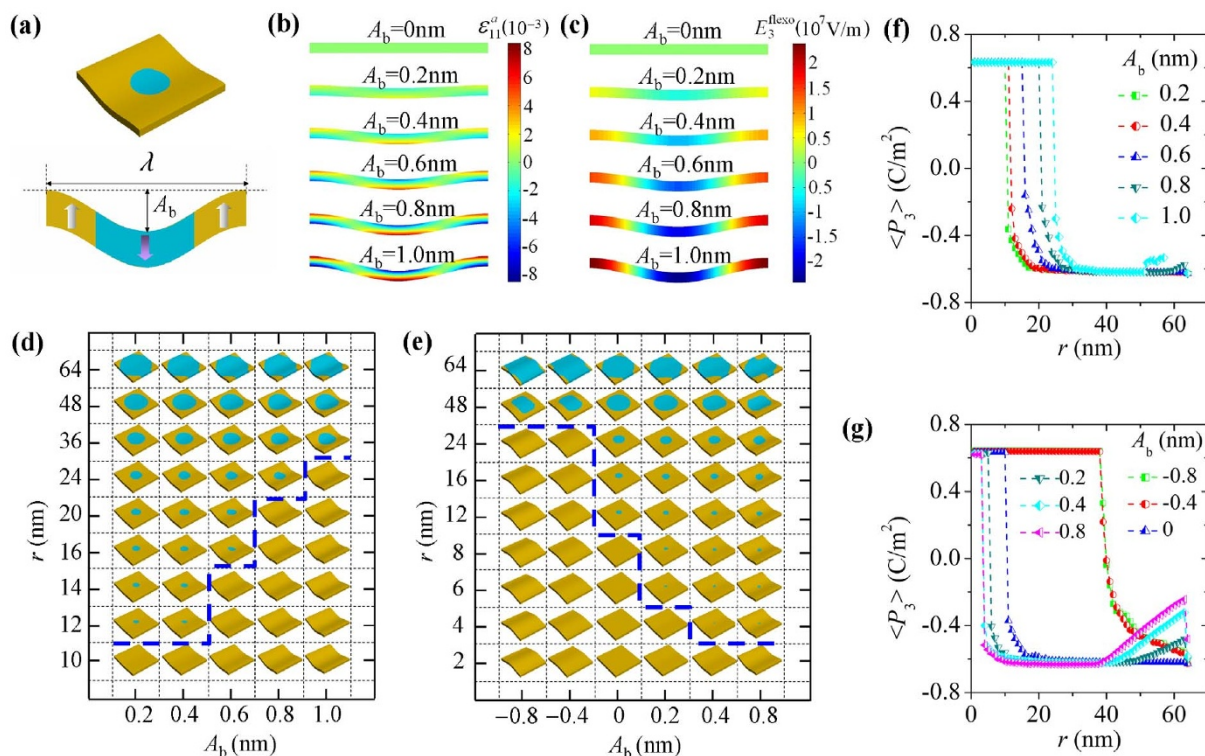 (a)
λ
A_b
(b)
ε_11^a (10^-3)
A_b=0nm
A_b=0.2nm
A_b=0.4nm
A_b=0.6nm
A_b=0.8nm
A_b=1.0nm
8
6
4
2
0
-2
-4
-6
-8
(c)
E_3^flexo (10^7V/m)
A_b=0nm
A_b=0.2nm
A_b=0.4nm
A_b=0.6nm
A_b=0.8nm
A_b=1.0nm
2
1.5
1
0.5
0
-0.5
-1
-1.5
-2
(f)
A_b (nm)
0.2
0.4
0.6
0.8
1.0
<P_3> (C/m²)
0.8
0.4
0.0
-0.4
-0.8
0 20 40 60
r (nm)
(d)
r (nm)
64
48
36
24
20
16
14
12
10
0.2 0.4 0.6 0.8 1.0
A_b (nm)
(e)
64
48
24
16
12
8
6
4
2
−0.8 −0.4 0 0.2 0.4 0.8
A_b (nm)
(g)
A_b (nm)
0.2 -0.8
0.4 -0.4
0.8 0
<P_3> (C/m²)
0.8
0.4
0.0
-0.4
-0.8
0 20 40 60
r (nm)